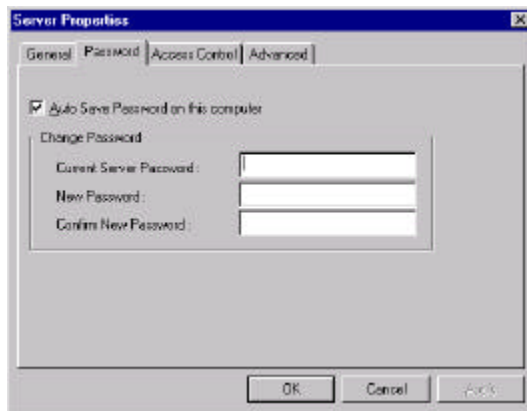 Server Properties
General Password Access Control Advanced
Auto Save Password on this computer
Change Password
Current Server Password :
New Password :
Confirm New Password :
OK Cancel Apply